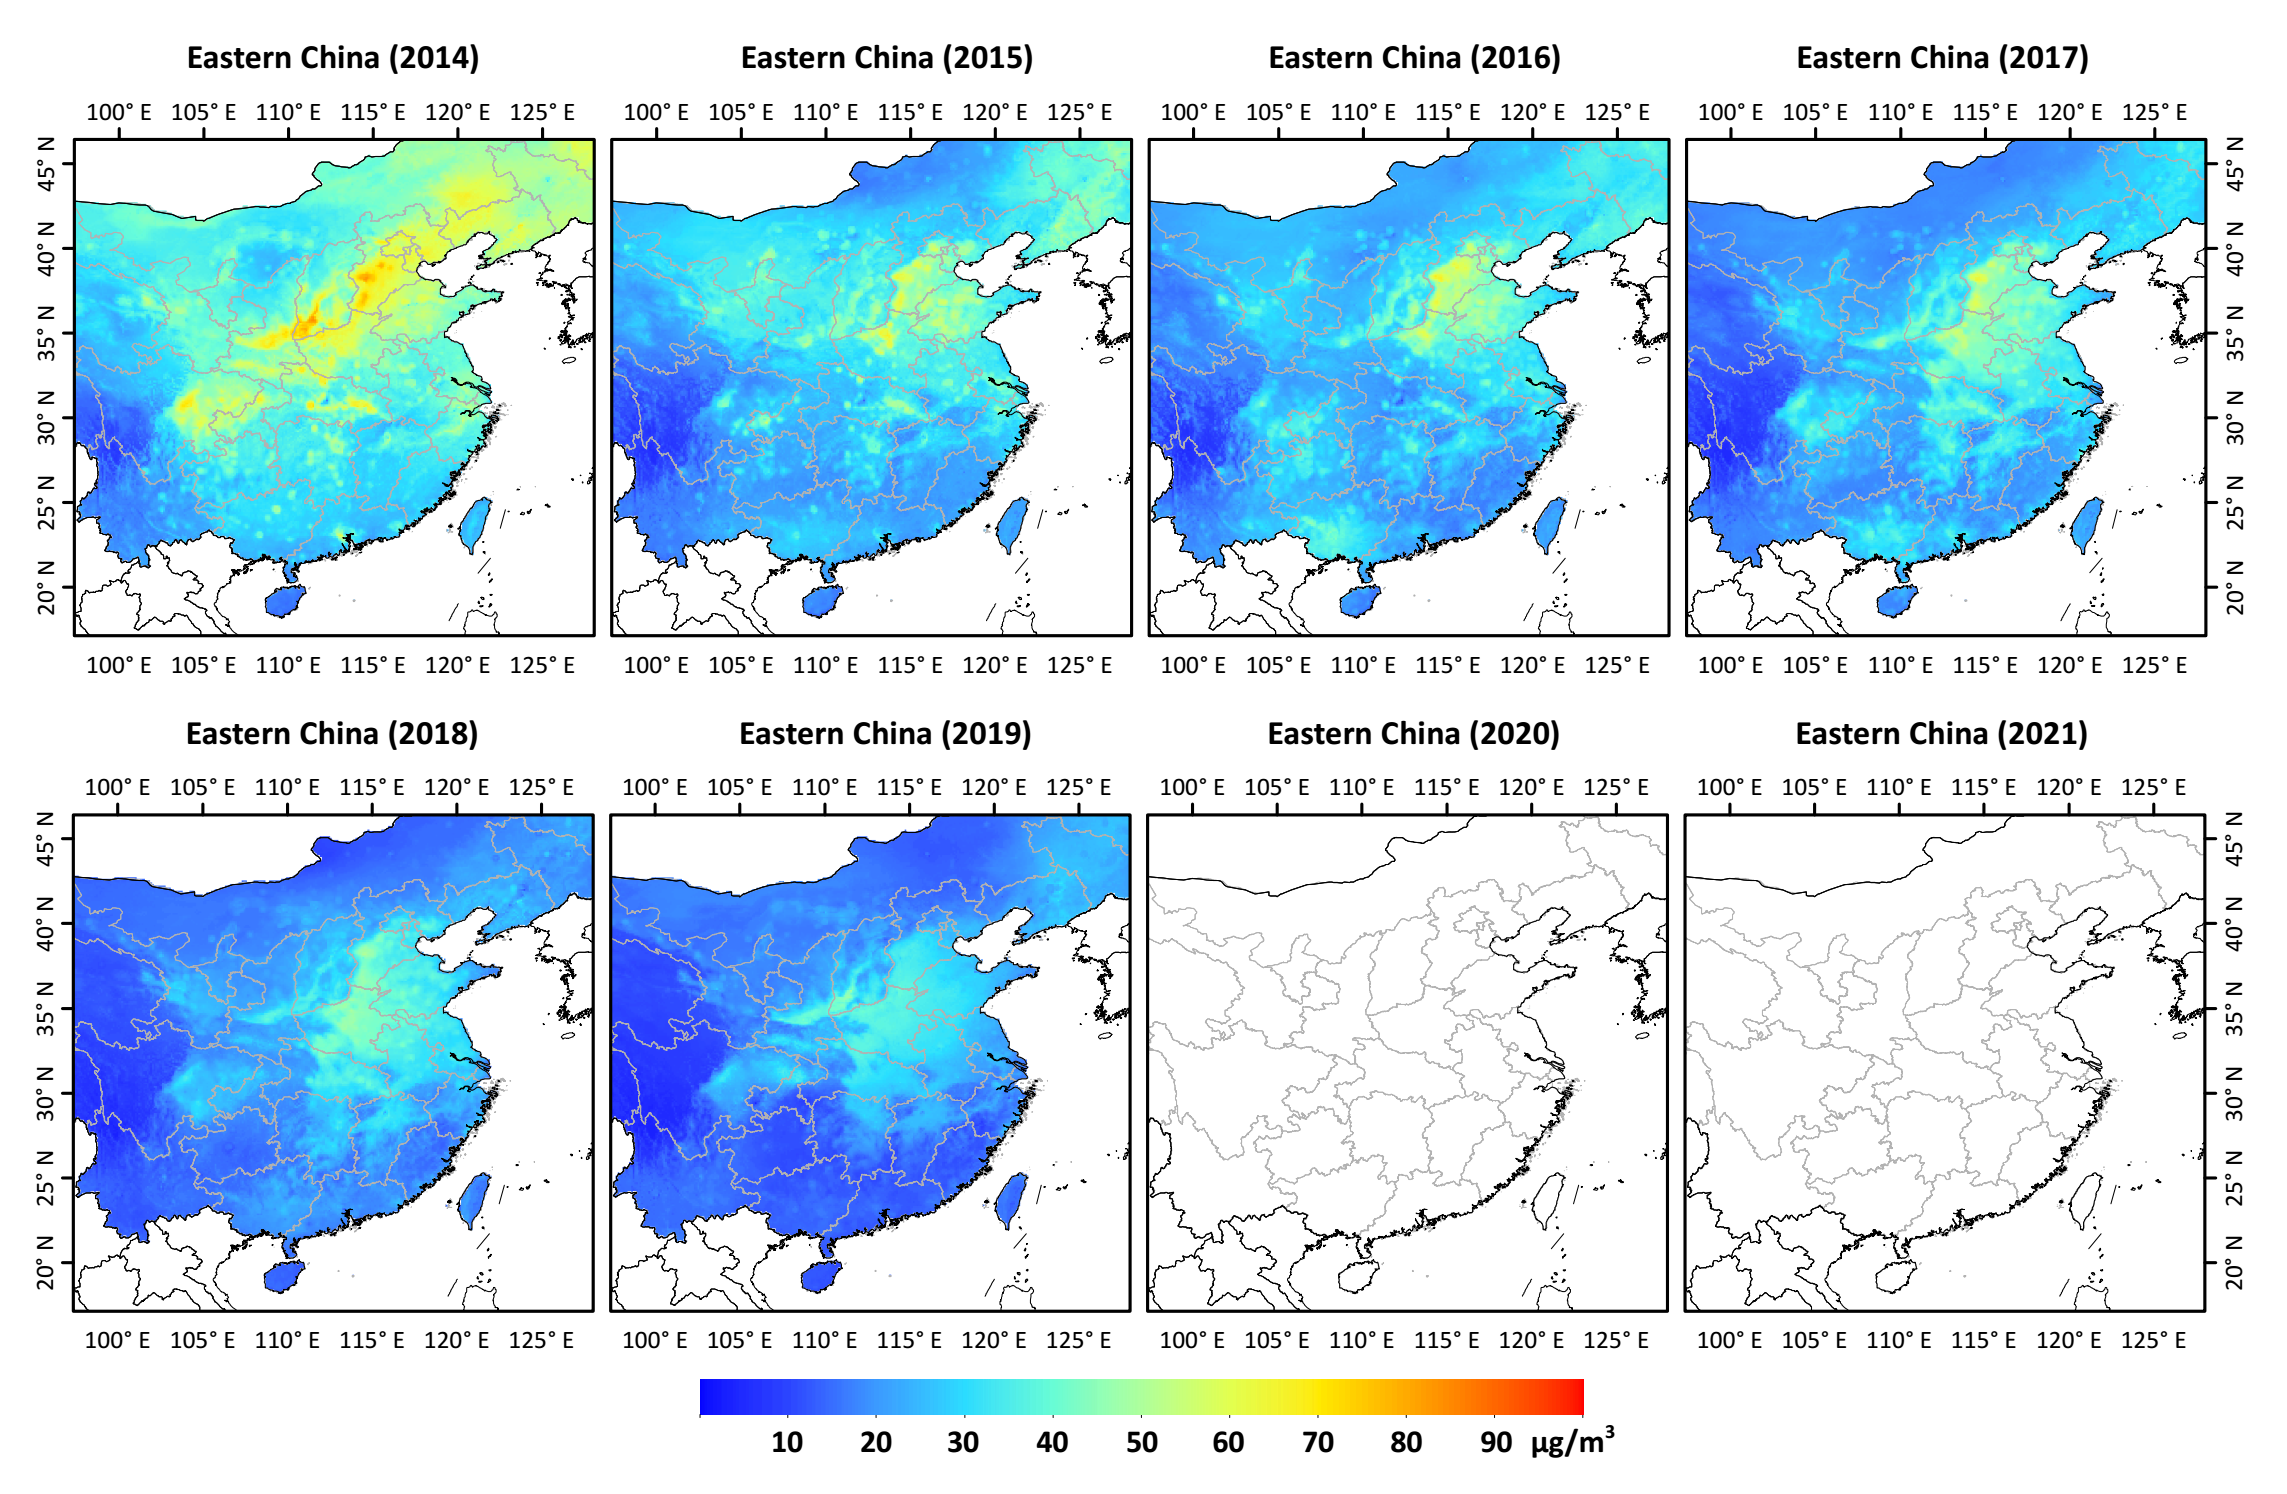 Eastern China (2014) Eastern China (2015) Eastern China (2016) Eastern China (2017)
100° E 105° E 110° E 115° E 120° E 125° E 100° E 105° E 110° E 115° E 120° E 125° E 100° E 105° E 110° E 115° E 120° E 125° E 100° E 105° E 110° E 115° E 120° E 125° E
45° N 45° N
40° N 40° N
35° N 35° N
30° N 30° N
25° N 25° N
20° N 20° N
100° E 105° E 110° E 115° E 120° E 125° E 100° E 105° E 110° E 115° E 120° E 125° E 100° E 105° E 110° E 115° E 120° E 125° E 100° E 105° E 110° E 115° E 120° E 125° E
Eastern China (2018) Eastern China (2019) Eastern China (2020) Eastern China (2021)
100° E 105° E 110° E 115° E 120° E 125° E 100° E 105° E 110° E 115° E 120° E 125° E 100° E 105° E 110° E 115° E 120° E 125° E 100° E 105° E 110° E 115° E 120° E 125° E
45° N 45° N
40° N 40° N
35° N 35° N
30° N 30° N
25° N 25° N
20° N 20° N
100° E 105° E 110° E 115° E 120° E 125° E 100° E 105° E 110° E 115° E 120° E 125° E 100° E 105° E 110° E 115° E 120° E 125° E 100° E 105° E 110° E 115° E 120° E 125° E
10 20 30 40 50 60 70 80 90 µg/m³